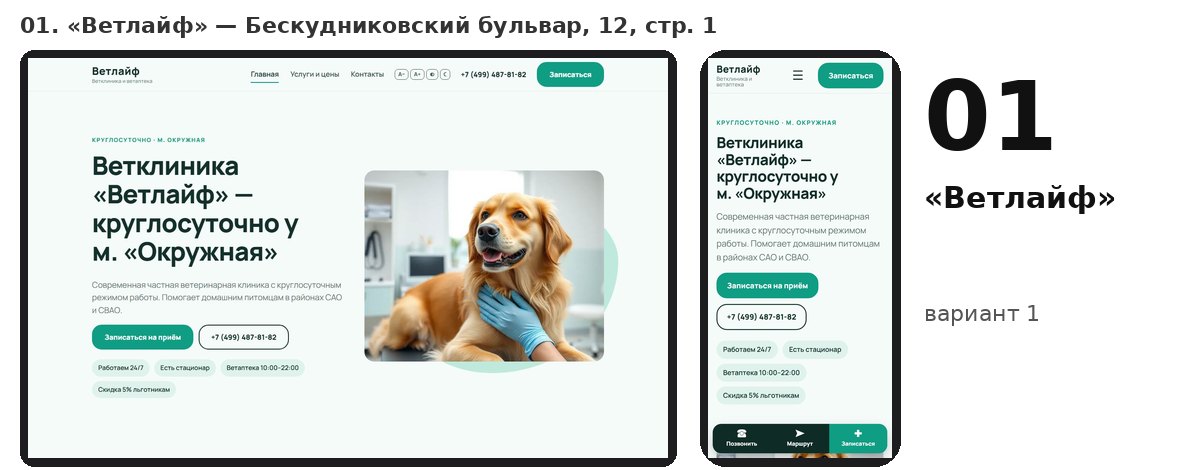 01. «Ветлайф» — Бескудниковский бульвар, 12, стр. 1
Ветлайф
Ветклиника и ветаптека
Главная Услуги и цены Контакты A− A+ ◐ ☾ +7 (499) 487-81-82 Записаться
КРУГЛОСУТОЧНО · М. ОКРУЖНАЯ
Ветклиника
«Ветлайф» —
круглосуточно у
м. «Окружная»
Современная частная ветеринарная клиника с круглосуточным
режимом работы. Помогает домашним питомцам в районах САО
и СВАО.
Записаться на приём +7 (499) 487-81-82
Работаем 24/7 Есть стационар Ветаптека 10:00–22:00
Скидка 5% льготникам
Ветлайф
Ветклиника и
ветаптека
☰ Записаться
КРУГЛОСУТОЧНО · М. ОКРУЖНАЯ
Ветклиника
«Ветлайф» —
круглосуточно у
м. «Окружная»
Современная частная ветеринарная
клиника с круглосуточным режимом
работы. Помогает домашним питомцам
в районах САО и СВАО.
Записаться на приём
+7 (499) 487-81-82
Работаем 24/7 Есть стационар
Ветаптека 10:00–22:00
Скидка 5% льготникам
Позвонить Маршрут Записаться
01
«Ветлайф»
вариант 1